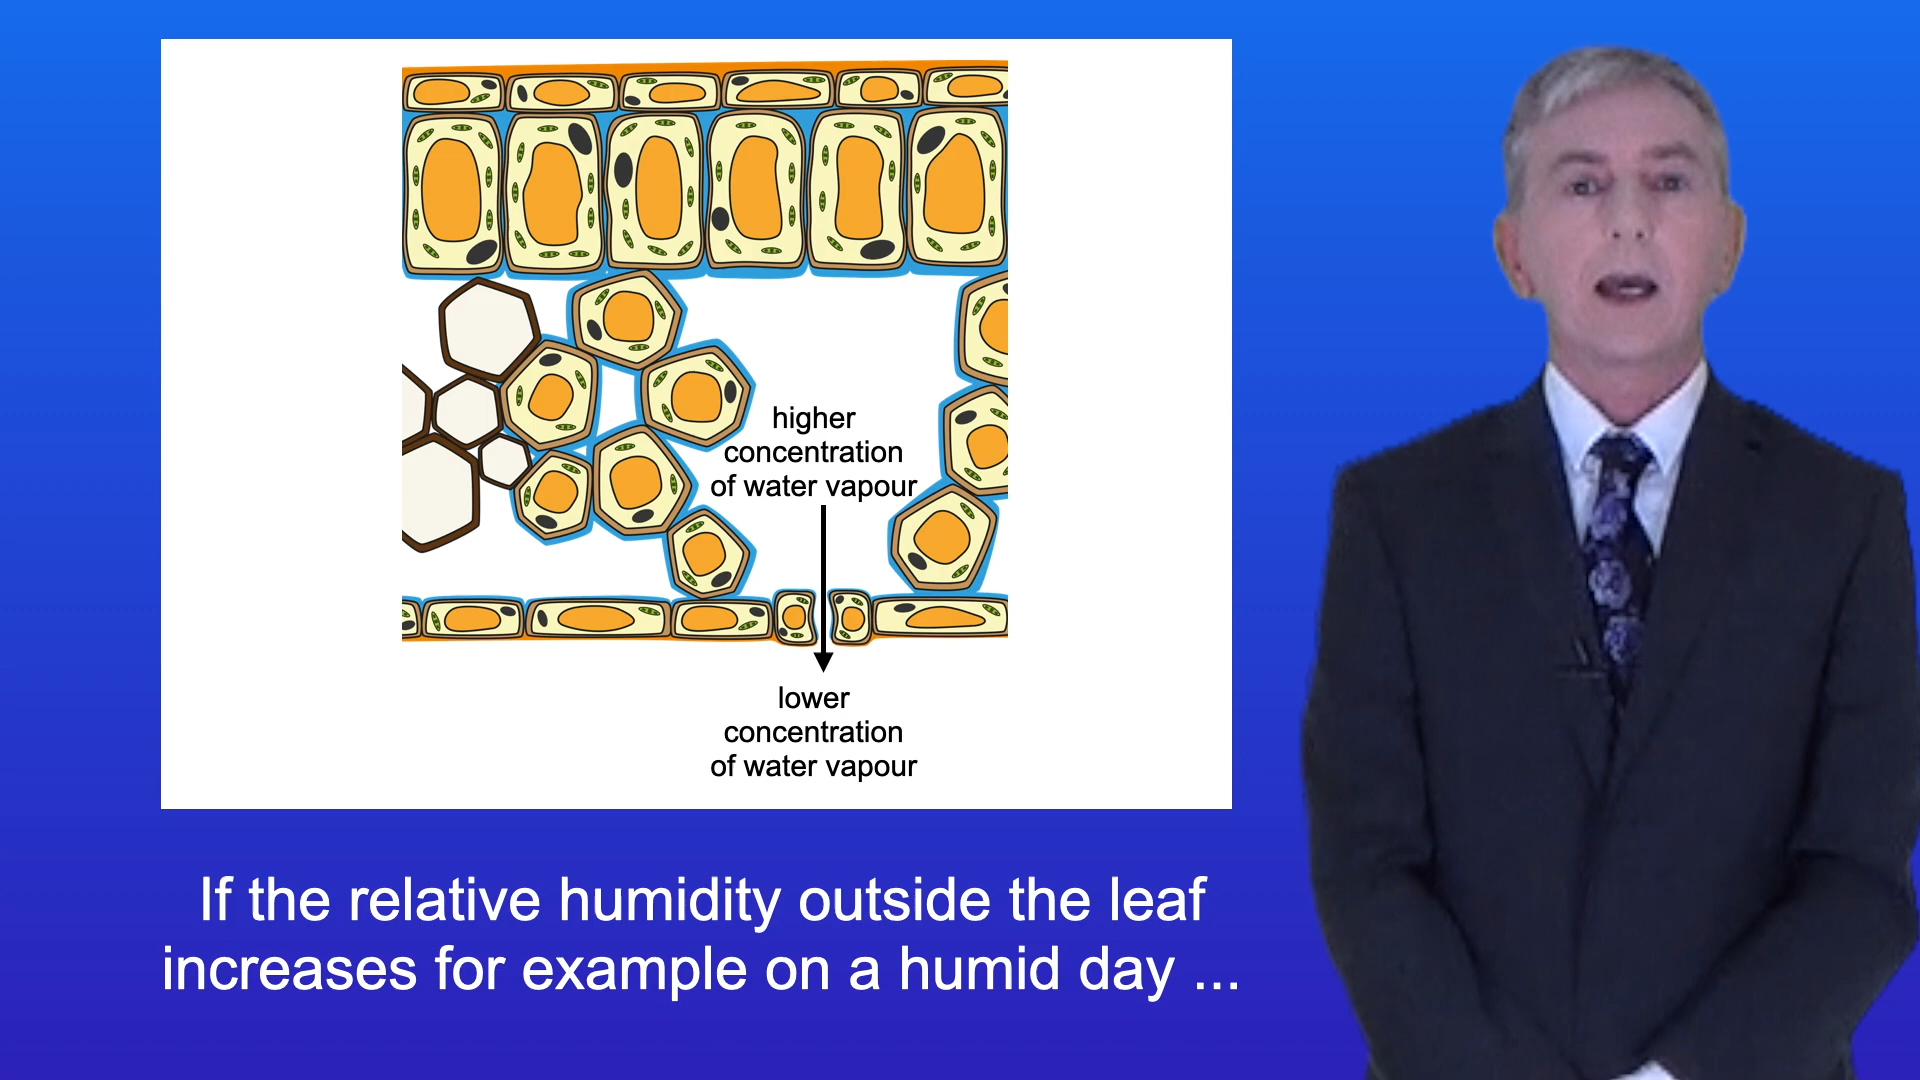 higher
concentration
of water vapour
lower
concentration
of water vapour
If the relative humidity outside the leaf
increases for example on a humid day ...